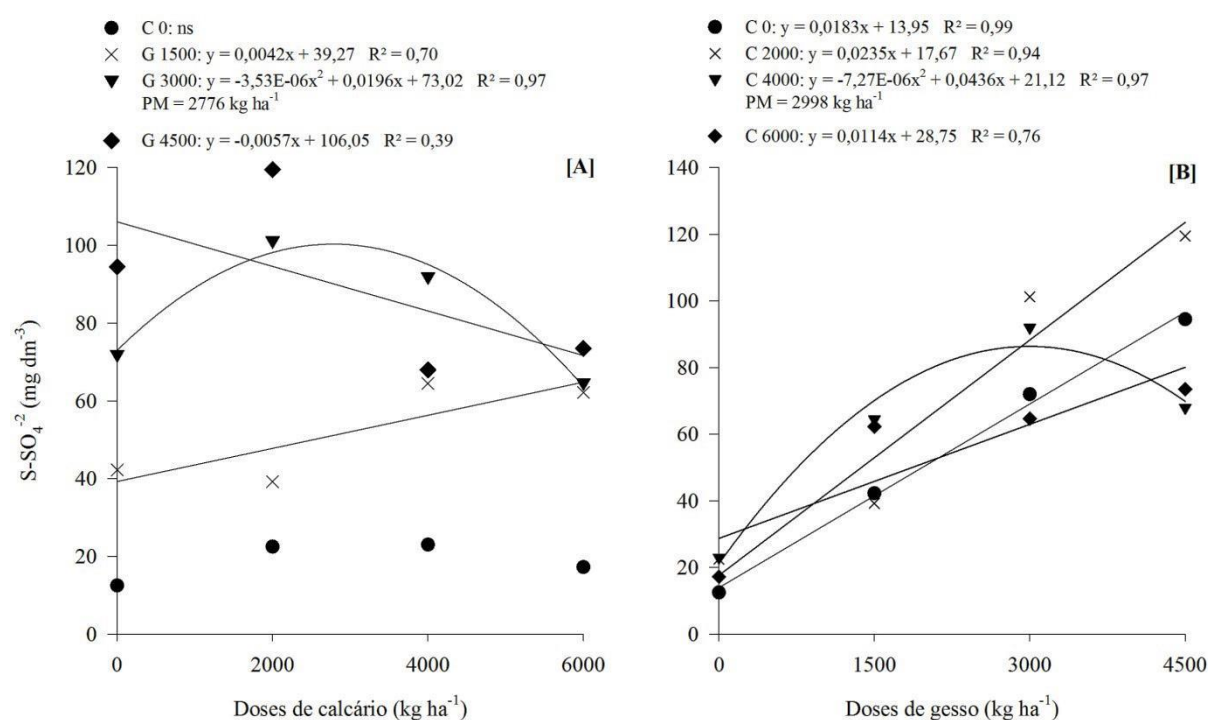 C 0: ns
G 1500: y = 0,0042x + 39,27 R² = 0,70
G 3000: y = -3,53E-06x² + 0,0196x + 73,02 R² = 0,97
PM = 2776 kg ha⁻¹
G 4500: y = -0,0057x + 106,05 R² = 0,39
[A]
120
100
80
60
40
20
0
S-SO₄⁻² (mg dm⁻³)
0 2000 4000 6000
Doses de calcário (kg ha⁻¹)
C 0: y = 0,0183x + 13,95 R² = 0,99
C 2000: y = 0,0235x + 17,67 R² = 0,94
C 4000: y = -7,27E-06x² + 0,0436x + 21,12 R² = 0,97
PM = 2998 kg ha⁻¹
C 6000: y = 0,0114x + 28,75 R² = 0,76
[B]
140
120
100
80
60
40
20
0
0 1500 3000 4500
Doses de gesso (kg ha⁻¹)